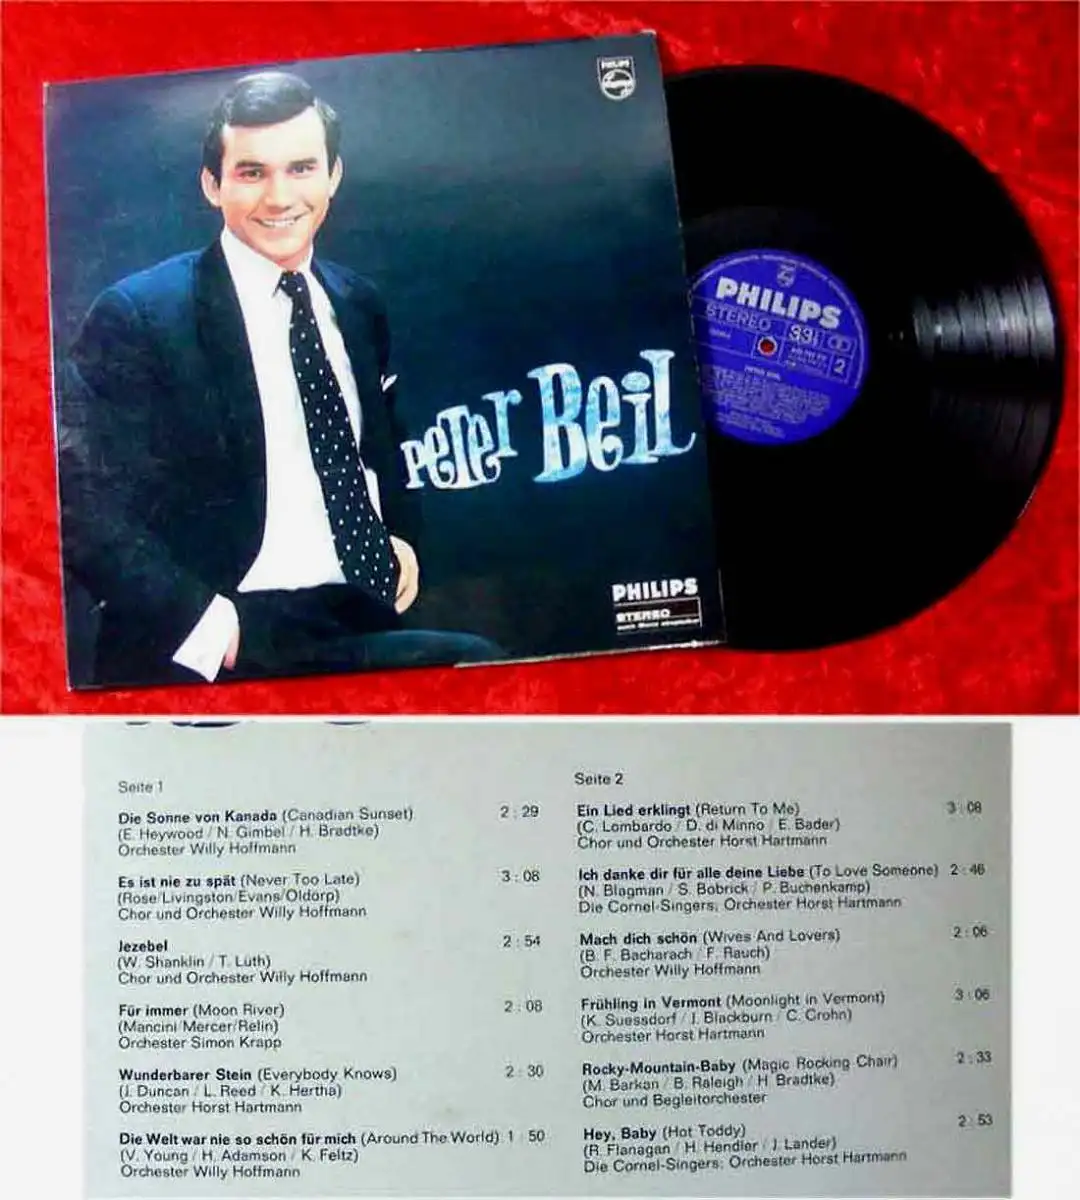 PHILIPS
Peter Beil
PHILIPS
STEREO
PHILIPS
STEREO
33⅓
2
PETER BEIL
Seite 1
Die Sonne von Kanada (Canadian Sunset) 2 : 29
(E. Heywood / N. Gimbel / H. Bradtke)
Orchester Willy Hoffmann
Es ist nie zu spät (Never Too Late) 3 : 08
(Rose/Livingston/Evans/Oldorp)
Chor und Orchester Willy Hoffmann
Jezebel 2 : 54
(W. Shanklin / T. Lüth)
Chor und Orchester Willy Hoffmann
Für immer (Moon River) 2 : 08
(Mancini/Mercer/Relin)
Orchester Simon Krapp
Wunderbarer Stein (Everybody Knows) 2 : 30
(J. Duncan / L. Reed / K. Hertha)
Orchester Horst Hartmann
Die Welt war nie so schön für mich (Around The World) 1 : 50
(V. Young / H. Adamson / K. Feltz)
Orchester Willy Hoffmann
Seite 2
Ein Lied erklingt (Return To Me) 3 : 08
(C. Lombardo / D. di Minno / E. Bader)
Chor und Orchester Horst Hartmann
Ich danke dir für alle deine Liebe (To Love Someone) 2 : 46
(N. Blagman / S. Bobrick / P. Buchenkamp)
Die Cornel-Singers; Orchester Horst Hartmann
Mach dich schön (Wives And Lovers) 2 : 06
(B. F. Bacharach / F. Rauch)
Orchester Willy Hoffmann
Frühling in Vermont (Moonlight in Vermont) 3 : 06
(K. Suessdorf / J. Blackburn / C. Crohn)
Orchester Horst Hartmann
Rocky-Mountain-Baby (Magic Rocking Chair) 2 : 33
(M. Barkan / B. Raleigh / H. Bradtke)
Chor und Begleitorchester
Hey, Baby (Hot Toddy) 2 : 53
(R. Flanagan / H. Hendler / J. Lander)
Die Cornel-Singers; Orchester Horst Hartmann